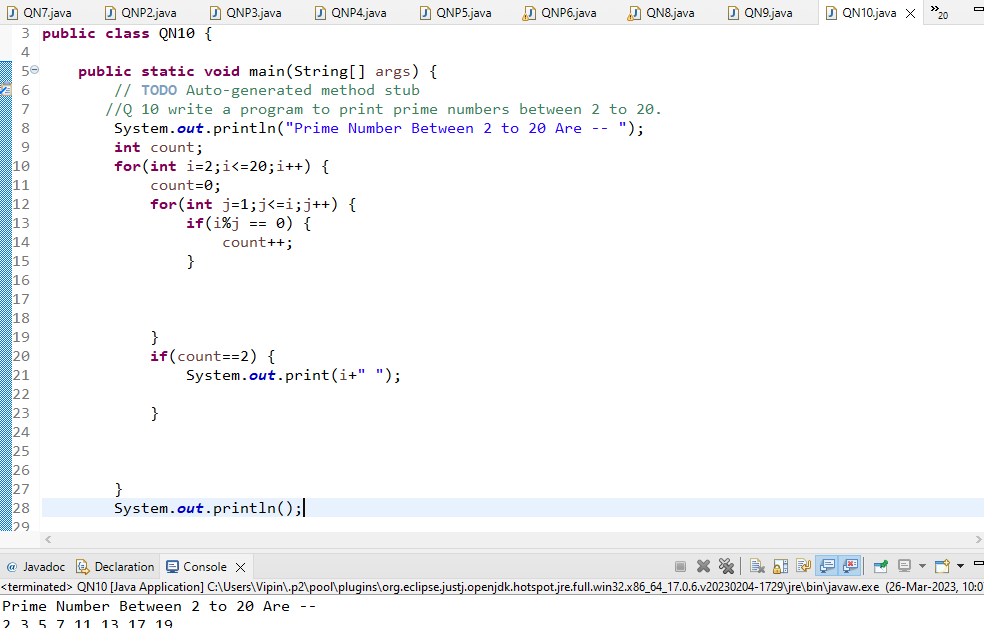 QN7.java QNP2.java QNP3.java QNP4.java QNP5.java QNP6.java QN8.java QN9.java QN10.java »20
3 public class QN10 {
4
5 public static void main(String[] args) {
6 // TODO Auto-generated method stub
7 //Q 10 write a program to print prime numbers between 2 to 20.
8 System.out.println("Prime Number Between 2 to 20 Are -- ");
9 int count;
10 for(int i=2;i<=20;i++) {
11 count=0;
12 for(int j=1;j<=i;j++) {
13 if(i%j == 0) {
14 count++;
15 }
16
17
18
19 }
20 if(count==2) {
21 System.out.print(i+" ");
22
23 }
24
25
26
27 }
28 System.out.println();
29
@ Javadoc Declaration Console
<terminated> QN10 [Java Application] C:\Users\Vipin\.p2\pool\plugins\org.eclipse.justj.openjdk.hotspot.jre.full.win32.x86_64_17.0.6.v20230204-1729\jre\bin\javaw.exe (26-Mar-2023, 10:0
Prime Number Between 2 to 20 Are --
2 3 5 7 11 13 17 19